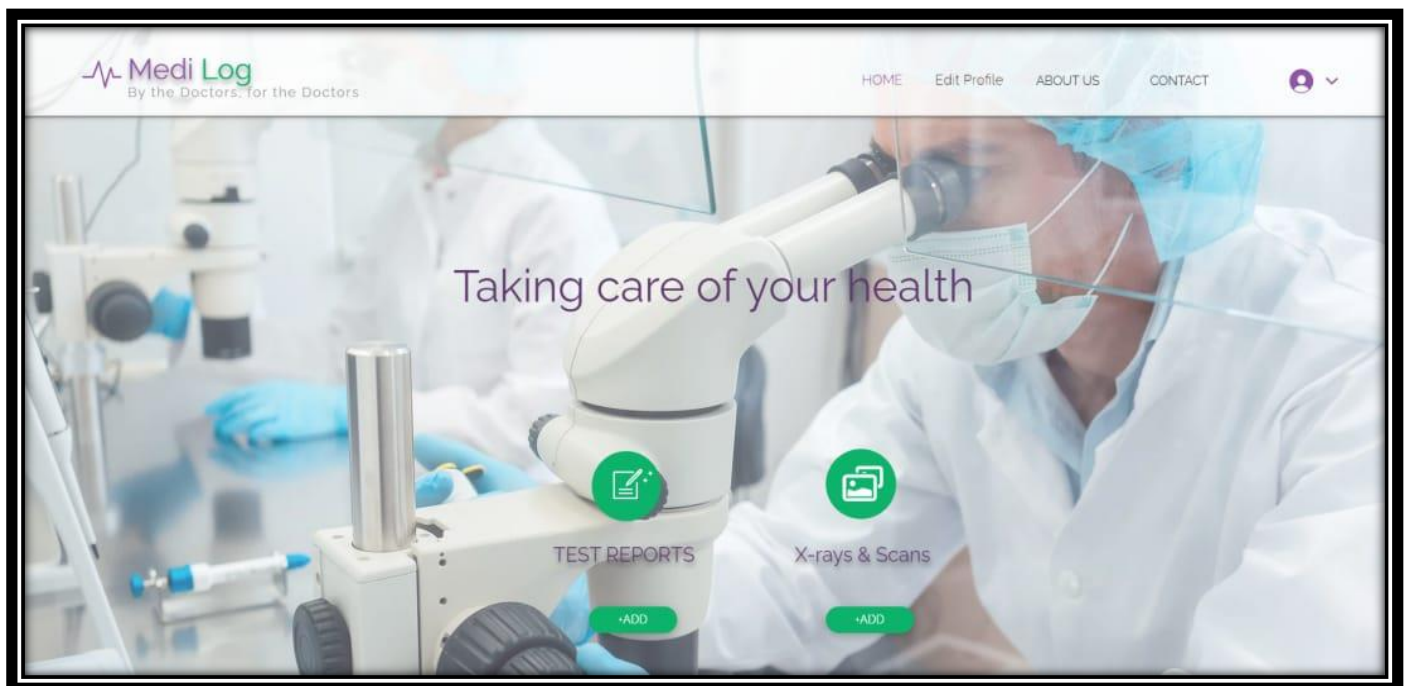 Medi Log
By the Doctors, for the Doctors
HOME Edit Profile ABOUT US CONTACT
Taking care of your health
TEST REPORTS X-rays & Scans
+ADD +ADD